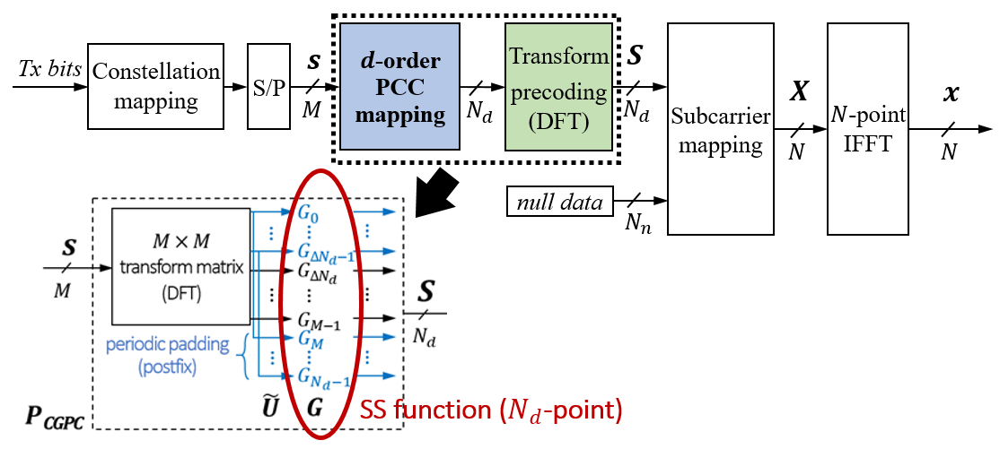 Tx bits
Constellation
mapping
S/P
s
M
d-order
PCC
mapping
N_d
Transform
precoding
(DFT)
S
N_d
Subcarrier
mapping
X
N
N-point
IFFT
x
N
null data
N_n
s
M
M × M
transform matrix
(DFT)
periodic padding
(postfix)
G_0
G_{ΔN_d−1}
G_{ΔN_d}
G_{M−1}
G_M
G_{N_d−1}
S
N_d
P_{CGPC}
Ũ
G
SS function (N_d-point)